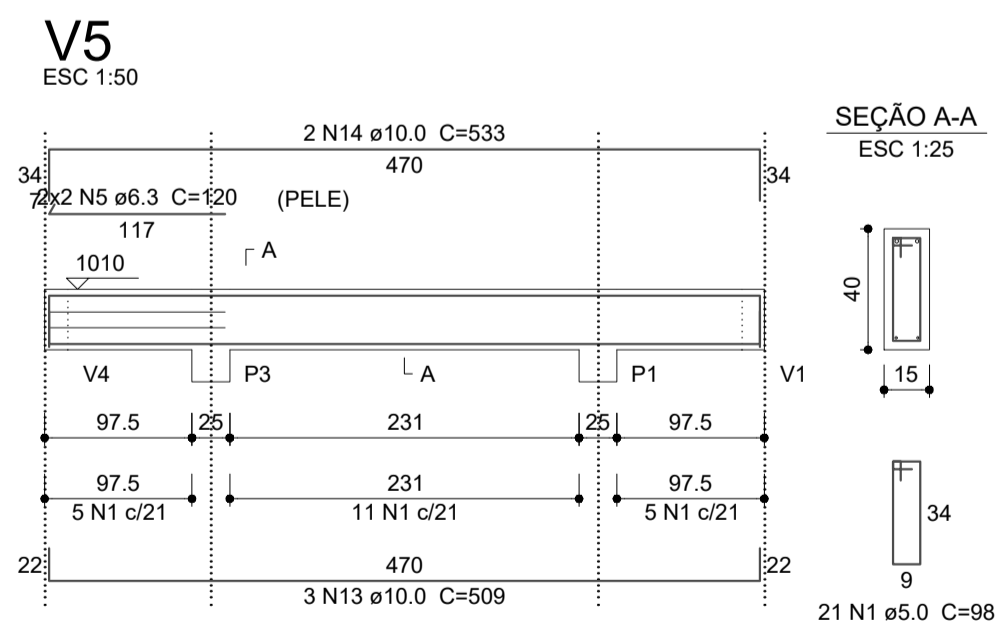 V5
ESC 1:50
2 N14 ø10.0 C=533
470
34
34
7
2x2 N5 ø6.3 C=120
(PELE)
117
A
1010
V4
P3
A
P1
V1
97.5
25
231
25
97.5
97.5
231
97.5
5 N1 c/21
11 N1 c/21
5 N1 c/21
22
470
22
3 N13 ø10.0 C=509
SEÇÃO A-A
ESC 1:25
40
15
34
9
21 N1 ø5.0 C=98